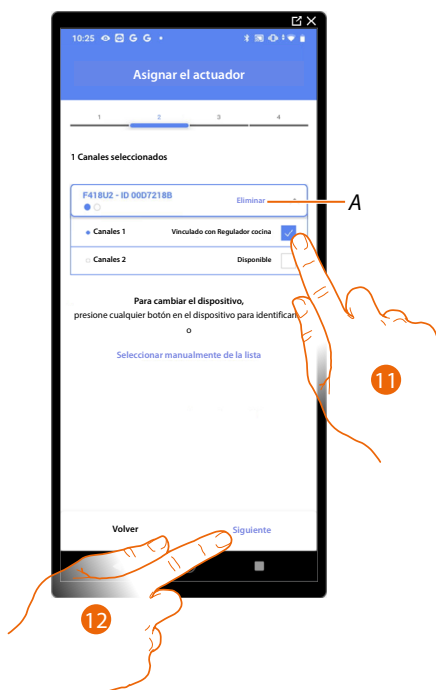 10:25 G G
Asignar el actuador
1 2 3 4
1 Canales seleccionados
F418U2 - ID 00D7218B
Eliminar
A
Canales 1 Vinculado con Regulador cocina
Canales 2 Disponible
Para cambiar el dispositivo,
presione cualquier botón en el dispositivo para
o
Seleccionar manualmente de la lista
11
Volver Siguiente
12